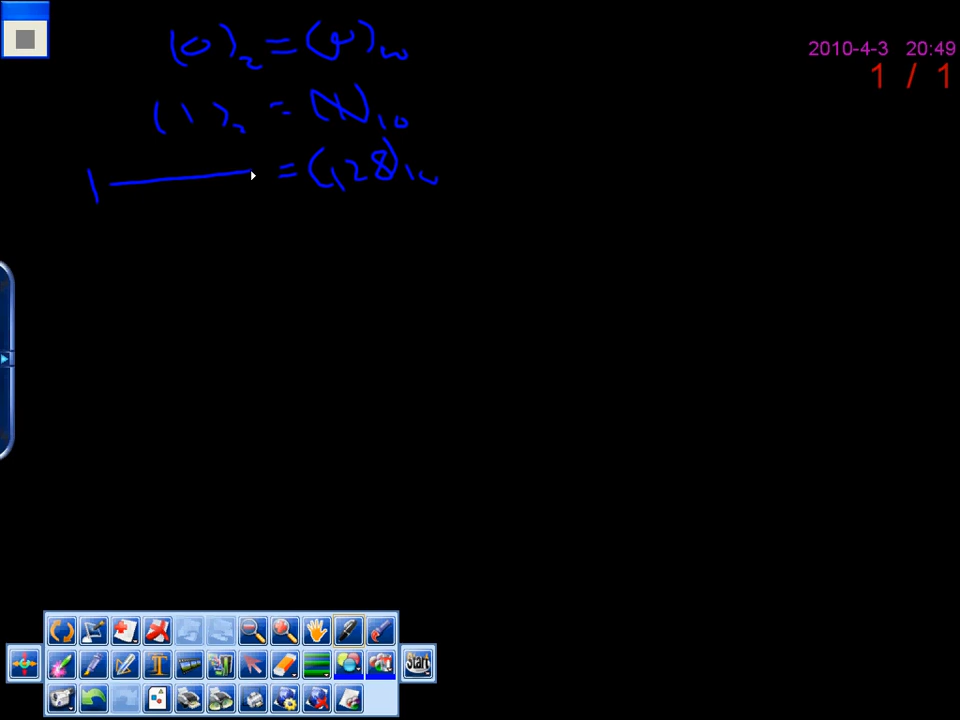 (0)₂ = (0)₁₀
(1)₂ = (1)₁₀
1 = (128)₁₀
2010-4-3 20:49
1 / 1
Start